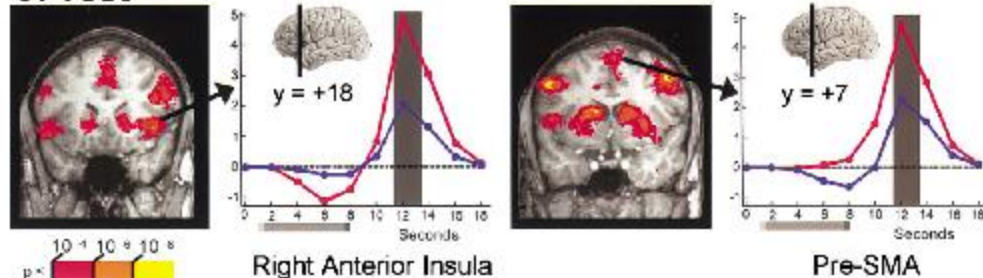 y = +18
y = +7
5
4
3
2
1
0
-1
0 2 4 6 8 10 12 14 16 18
Seconds
5
4
3
2
1
0
-1
0 2 4 6 8 10 12 14 16 18
Seconds
10 -4 10 -6 10 -8
p <
Right Anterior Insula
Pre-SMA